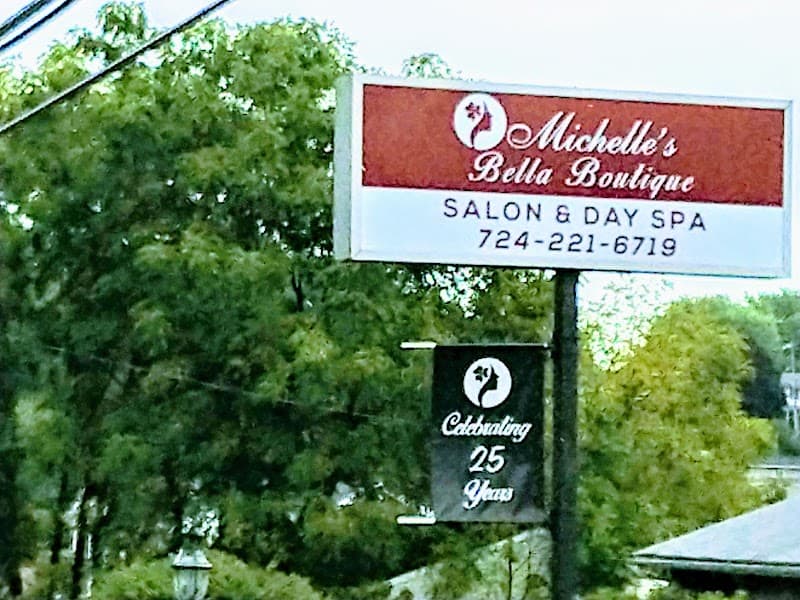 Michelle's
Bella Boutique
SALON & DAY SPA
724-221-6719
Celebrating
25
Years